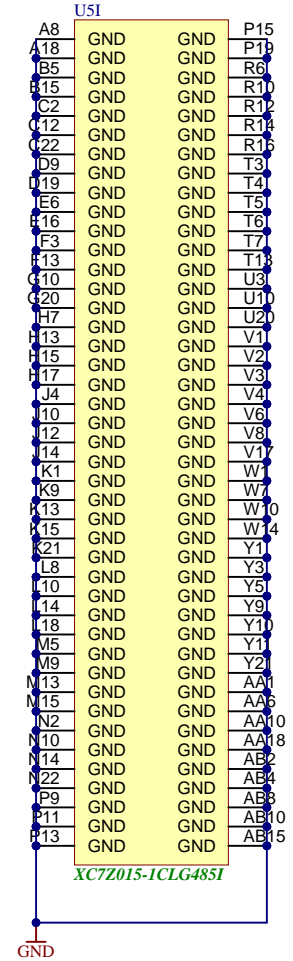 U5I
A8 GND GND P15
A18 GND GND P19
B5 GND GND R6
B15 GND GND R10
C2 GND GND R12
C12 GND GND R14
C22 GND GND R16
D9 GND GND T3
D19 GND GND T4
E6 GND GND T5
E16 GND GND T6
F3 GND GND T7
F13 GND GND T13
G10 GND GND U3
G20 GND GND U10
H7 GND GND U20
H13 GND GND V1
H15 GND GND V2
H17 GND GND V3
J4 GND GND V4
J10 GND GND V6
J12 GND GND V8
J14 GND GND V17
K1 GND GND W1
K9 GND GND W7
K13 GND GND W10
K15 GND GND W14
K21 GND GND Y1
L8 GND GND Y3
L10 GND GND Y5
L14 GND GND Y9
L18 GND GND Y10
M5 GND GND Y11
M9 GND GND Y21
M13 GND GND AA1
M15 GND GND AA6
N2 GND GND AA10
N10 GND GND AA18
N14 GND GND AB2
N22 GND GND AB4
P9 GND GND AB8
P11 GND GND AB10
P13 GND GND AB15
XC7Z015-1CLG485I
GND